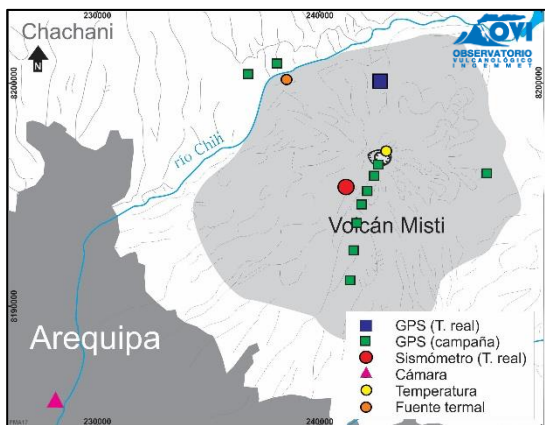 230000
240000
Chachani
N
OVI
OBSERVATORIO
VULCANOLÓGICO
INGEMMET
8200000
8200000
río Chili
Volcán Misti
8190000
Arequipa
GPS (T. real)
GPS (campaña)
Sismómetro (T. real)
Cámara
Temperatura
Fuente termal
230000
240000